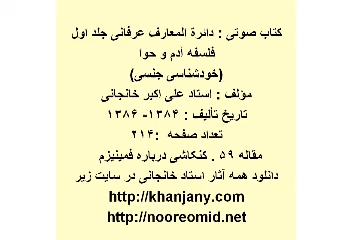 کتاب صوتی : دائرة المعارف عرفانی جلد اول
فلسفه آدم و حوا
(خودشناسی جنسی)
مؤلف : استاد علی اکبر خانجانی
تاریخ تألیف : ۱۳۸۴- ۱۳۸۶
تعداد صفحه :۲۱۴
مقاله ۵۹ . کنکاشی درباره فمینیزم
دانلود همه آثار استاد خانجانی در سایت زیر
http://khanjany.com
http://nooreomid.net